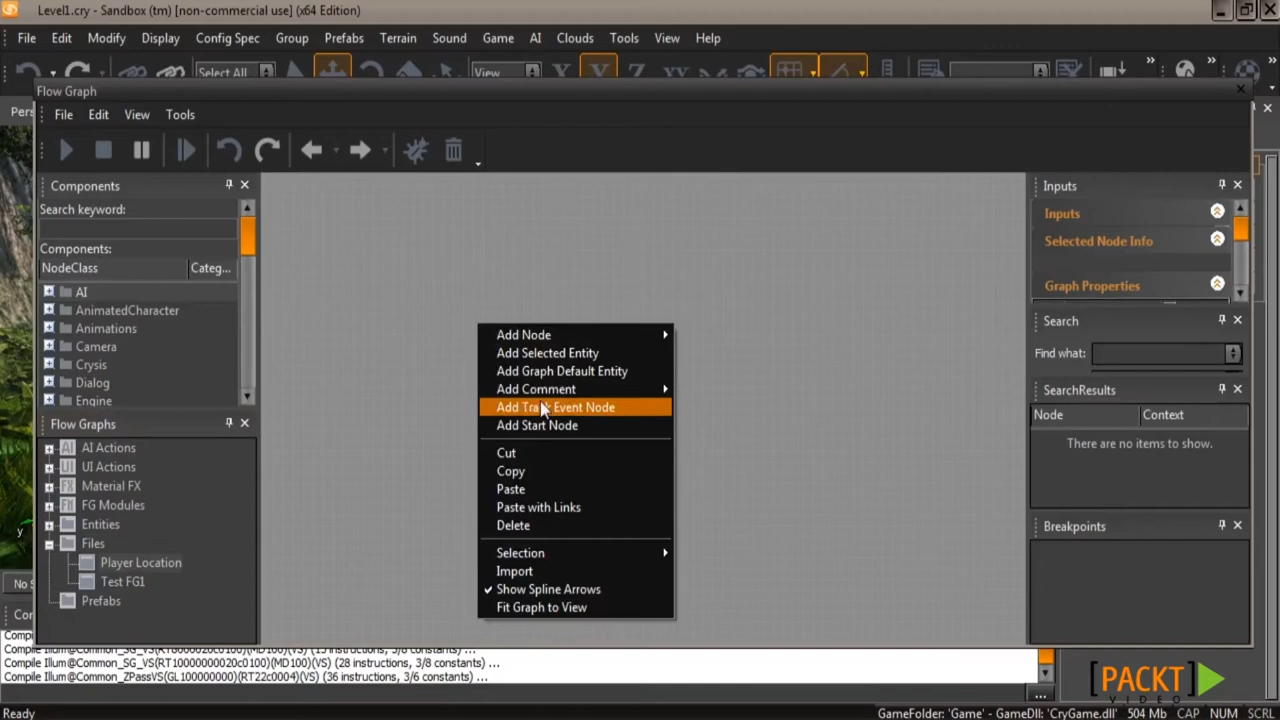 Level1.cry - Sandbox (tm) [non-commercial use] (x64 Edition)
File Edit Modify Display Config Spec Group Prefabs Terrain Sound Game AI Clouds Tools View Help
Select All View
Flow Graph
File Edit View Tools
Components
Search keyword:
Components:
NodeClass Categ...
AI
AnimatedCharacter
Animations
Camera
Crysis
Dialog
Engine
Flow Graphs
AI Actions
UI Actions
Material FX
FG Modules
Entities
Files
Player Location
Test FG1
Prefabs
Add Node
Add Selected Entity
Add Graph Default Entity
Add Comment
Add Track Event Node
Add Start Node
Cut
Copy
Paste
Paste with Links
Delete
Selection
Import
Show Spline Arrows
Fit Graph to View
Inputs
Inputs
Selected Node Info
Graph Properties
Search
Find what:
SearchResults
Node Context
There are no items to show.
Breakpoints
Compile Illum@Common_SG_VS(RT10000000020c0100)(MD100)(VS) (28 instructions, 3/8 constants) ...
Compile Illum@Common_ZPassVS(GL100000000)(RT22c0004)(VS) (36 instructions, 3/6 constants) ...
[PACKT]
VIDEO
Ready GameFolder: 'Game' - GameDll: 'CryGame.dll' 504 Mb CAP NUM SCRL